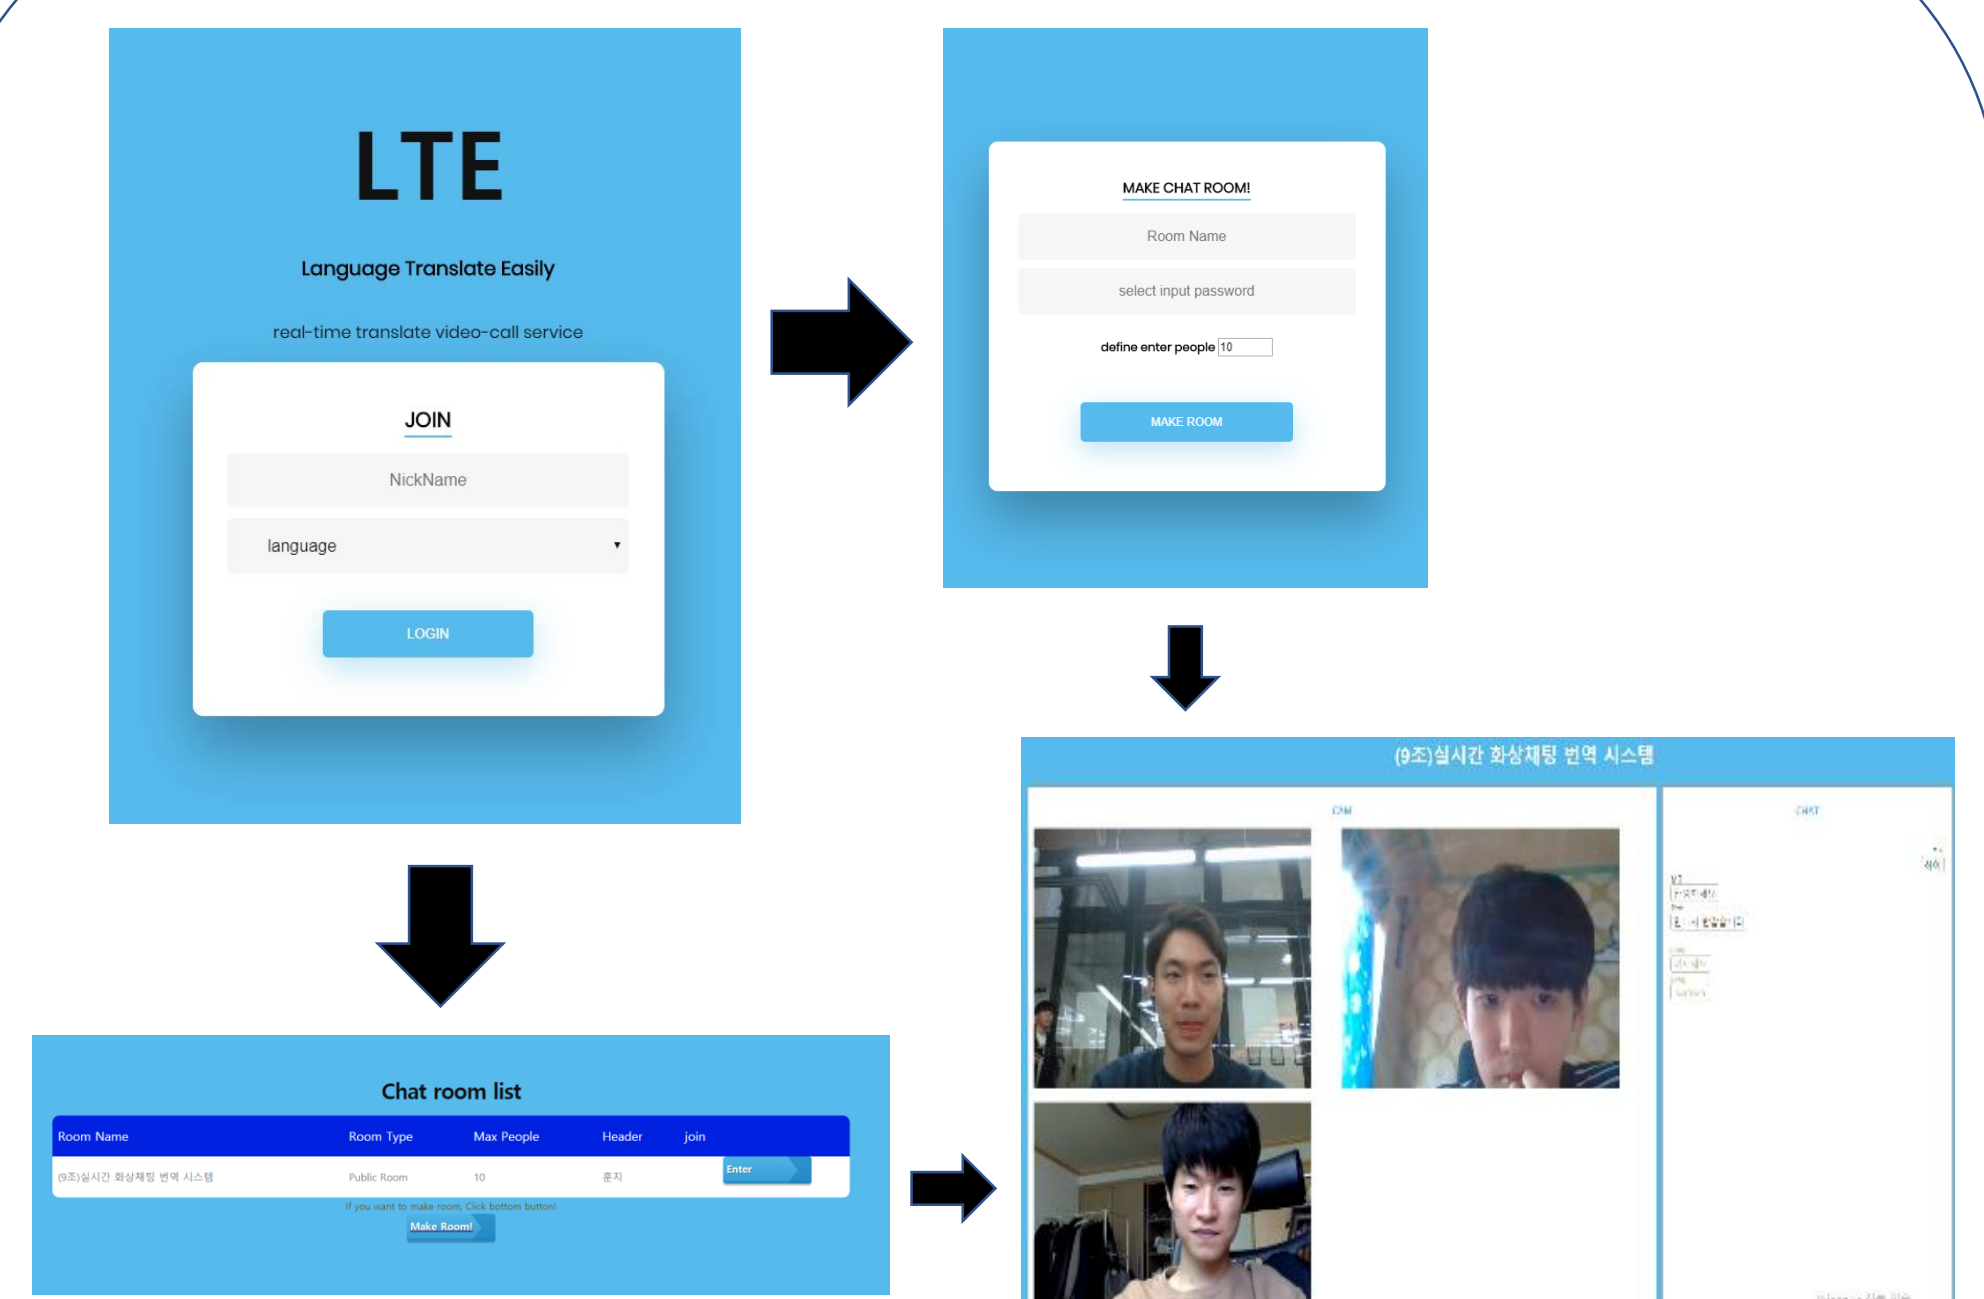 LTE
Language Translate Easily
real-time translate video-call service
JOIN
NickName
language
LOGIN
MAKE CHAT ROOM!
Room Name
select input password
define enter people 10
MAKE ROOM
Chat room list
Room Name Room Type Max People Header join
(9조)실시간 화상채팅 번역 시스템 Public Room 10 훈지 Enter
If you want to make room, Click bottom button!
Make Room!
(9조)실시간 화상채팅 번역 시스템
CAM
CHAT